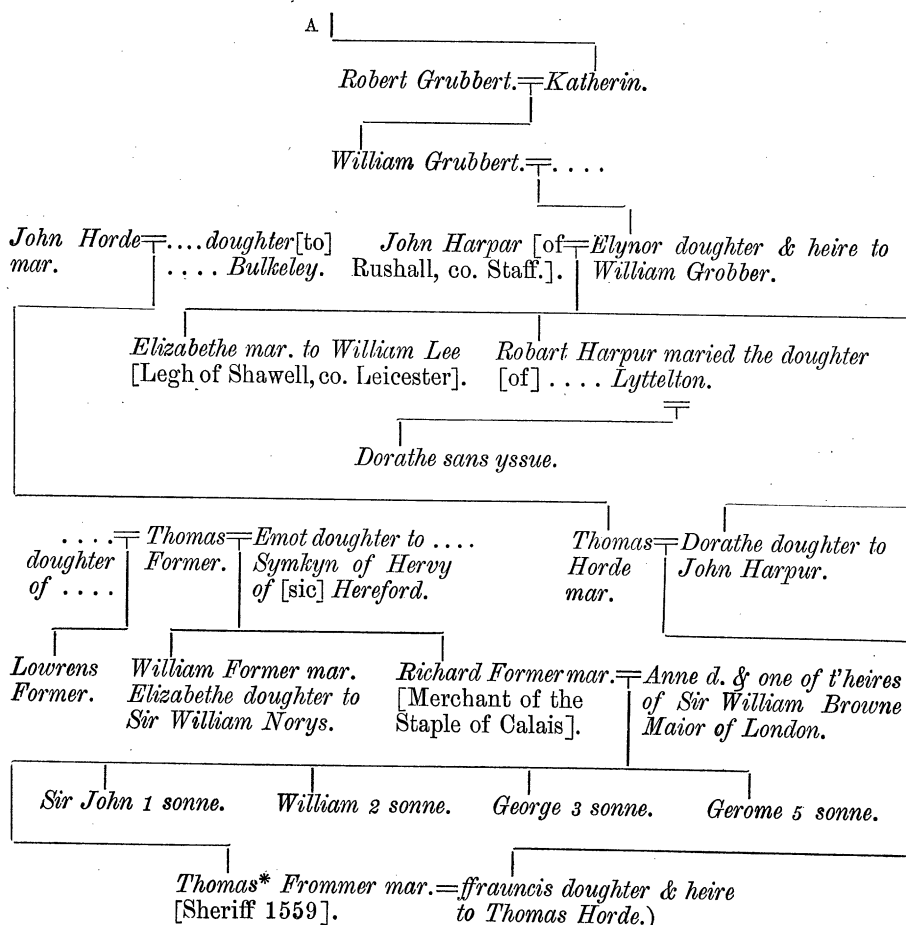 A
Robert Grubbert. Katherin.
William Grubbert. . . . .
John Horde
mar.
. . . . doughter [to]
. . . . Bulkeley.
John Harpar [of
Rushall, co. Staff.].
Elynor doughter & heire to
William Grobber.
Elizabethe mar. to William Lee
[Legh of Shawell, co. Leicester].
Robart Harpur maried the doughter
[of] . . . . Lyttelton.
Dorathe sans yssue.
. . . .
doughter
of . . . .
Thomas
Former.
Emot doughter to . . . .
Symkyn of Hervy
of [sic] Hereford.
Thomas
Horde
mar.
Dorathe doughter to
John Harpur.
Lowrens
Former.
William Former mar.
Elizabethe doughter to
Sir William Norys.
Richard Former mar.
[Merchant of the
Staple of Calais].
Anne d. & one of t'heires
of Sir William Browne
Maior of London.
Sir John 1 sonne. William 2 sonne. George 3 sonne. Gerome 5 sonne.
Thomas* Frommer mar.
[Sheriff 1559].
ffrauncis doughter & heire
to Thomas Horde.)